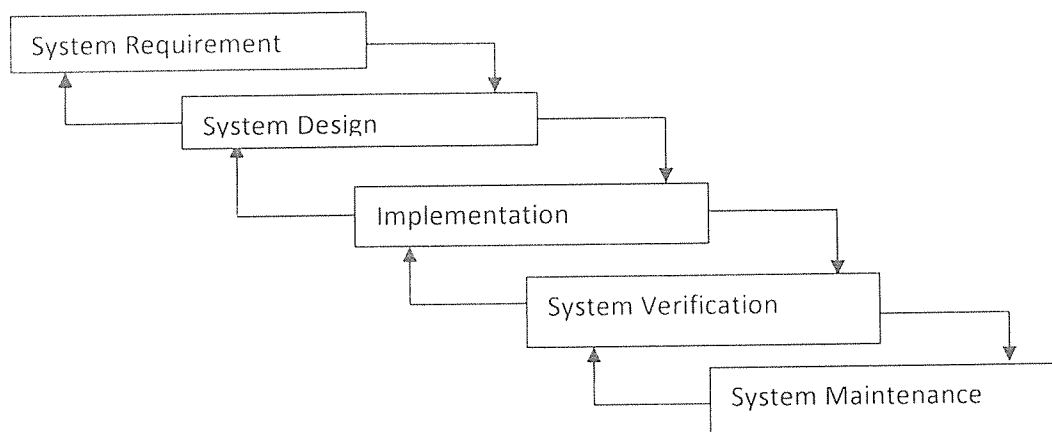 System Requirement
System Design
Implementation
System Verification
System Maintenance